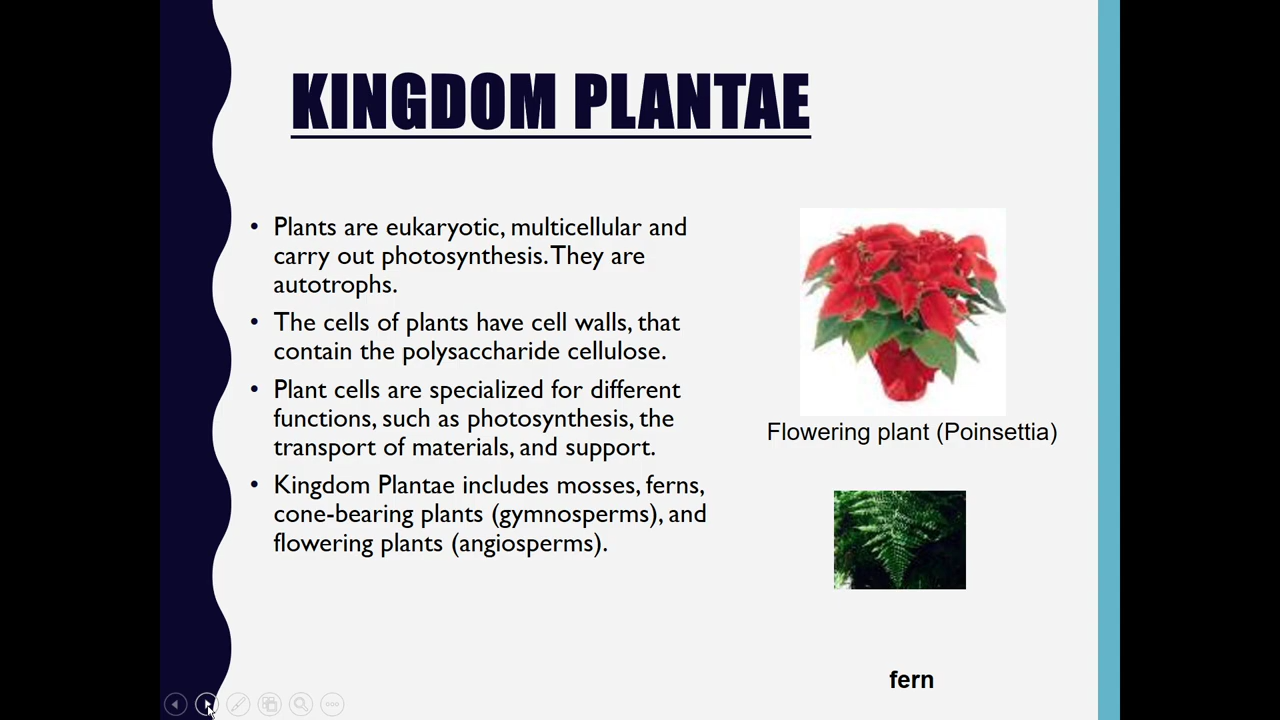 KINGDOM PLANTAE
• Plants are eukaryotic, multicellular and
carry out photosynthesis. They are
autotrophs.
• The cells of plants have cell walls, that
contain the polysaccharide cellulose.
• Plant cells are specialized for different
functions, such as photosynthesis, the
transport of materials, and support.
• Kingdom Plantae includes mosses, ferns,
cone-bearing plants (gymnosperms), and
flowering plants (angiosperms).
Flowering plant (Poinsettia)
fern